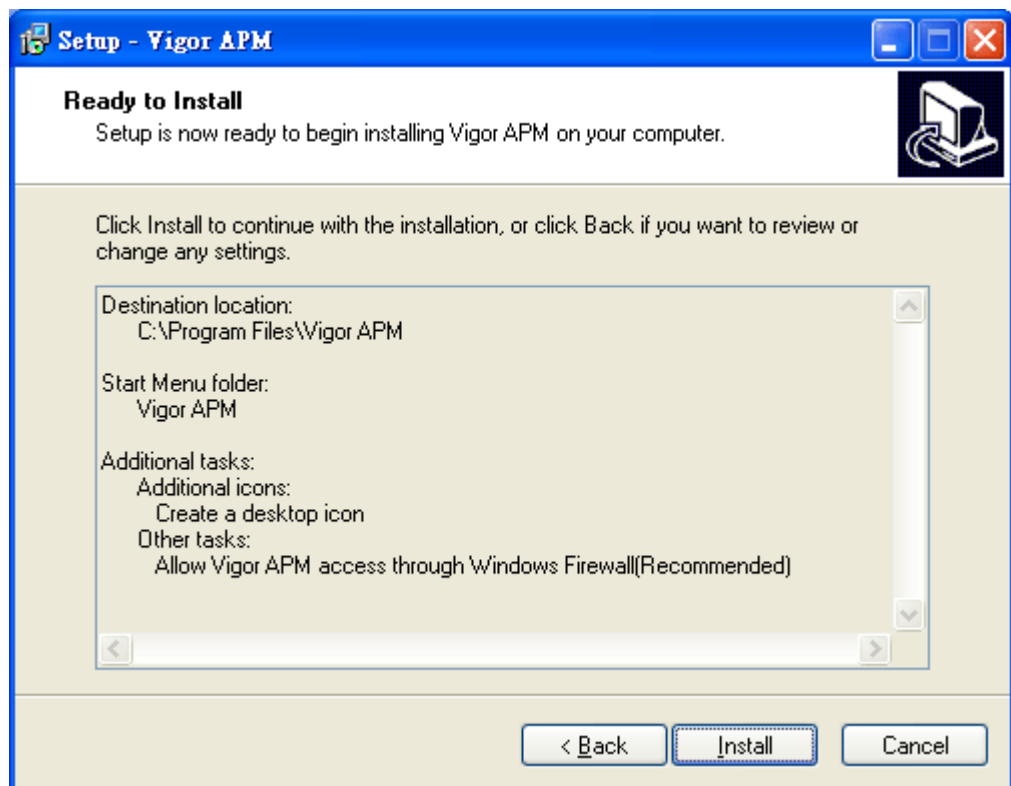 Setup - Vigor APM
Ready to Install
Setup is now ready to begin installing Vigor APM on your computer.
Click Install to continue with the installation, or click Back if you want to review or
change any settings.
Destination location:
C:\Program Files\Vigor APM
Start Menu folder:
Vigor APM
Additional tasks:
Additional icons:
Create a desktop icon
Other tasks:
Allow Vigor APM access through Windows Firewall(Recommended)
< Back Install Cancel